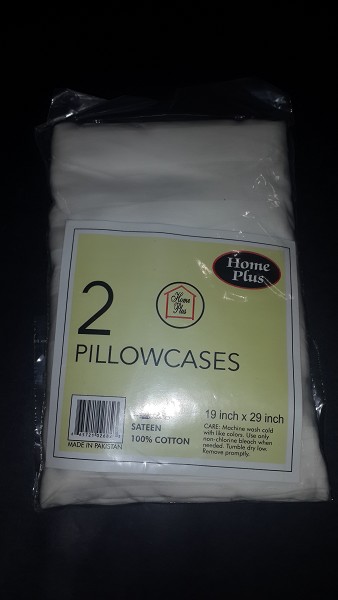 Home
Plus
2
Home
Plus
PILLOWCASES
19 inch x 29 inch
SATEEN
100% COTTON
CARE: Machine wash cold
with like colors. Use only
non-chlorine bleach when
needed. Tumble dry low.
Remove promptly.
MADE IN PAKISTAN